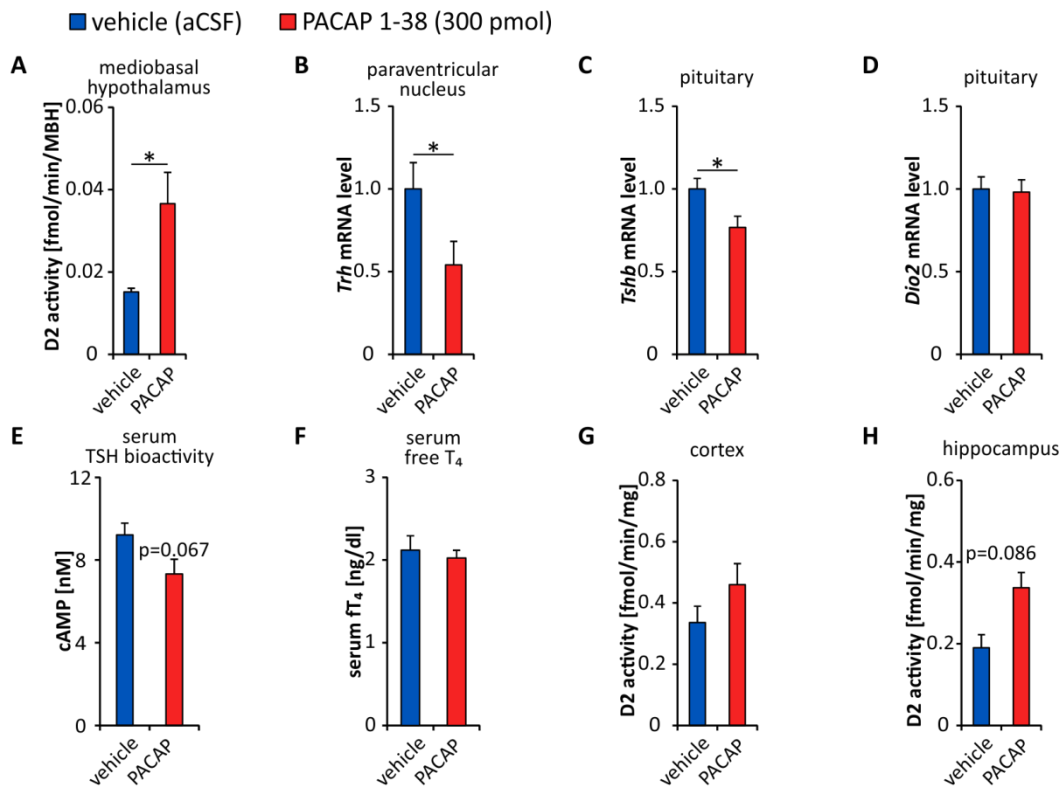 vehicle (aCSF) PACAP 1-38 (300 pmol)
A
mediobasal
hypothalamus
D2 activity [fmol/min/MBH]
0.06
0.04
0.02
0
*
vehicle
PACAP
B
paraventricular
nucleus
Trh mRNA level
1.5
1.0
0.5
0
*
vehicle
PACAP
C
pituitary
Tshb mRNA level
1.5
1.0
0.5
0
*
vehicle
PACAP
D
pituitary
Dio2 mRNA level
1.5
1.0
0.5
0
vehicle
PACAP
E
serum
TSH bioactivity
cAMP [nM]
12
8
4
0
p=0.067
vehicle
PACAP
F
serum
free T₄
serum fT₄ [ng/dl]
3
2
1
0
vehicle
PACAP
G
cortex
D2 activity [fmol/min/mg]
0.8
0.6
0.4
0.2
0
vehicle
PACAP
H
hippocampus
D2 activity [fmol/min/mg]
0.6
0.4
0.2
0
p=0.086
vehicle
PACAP